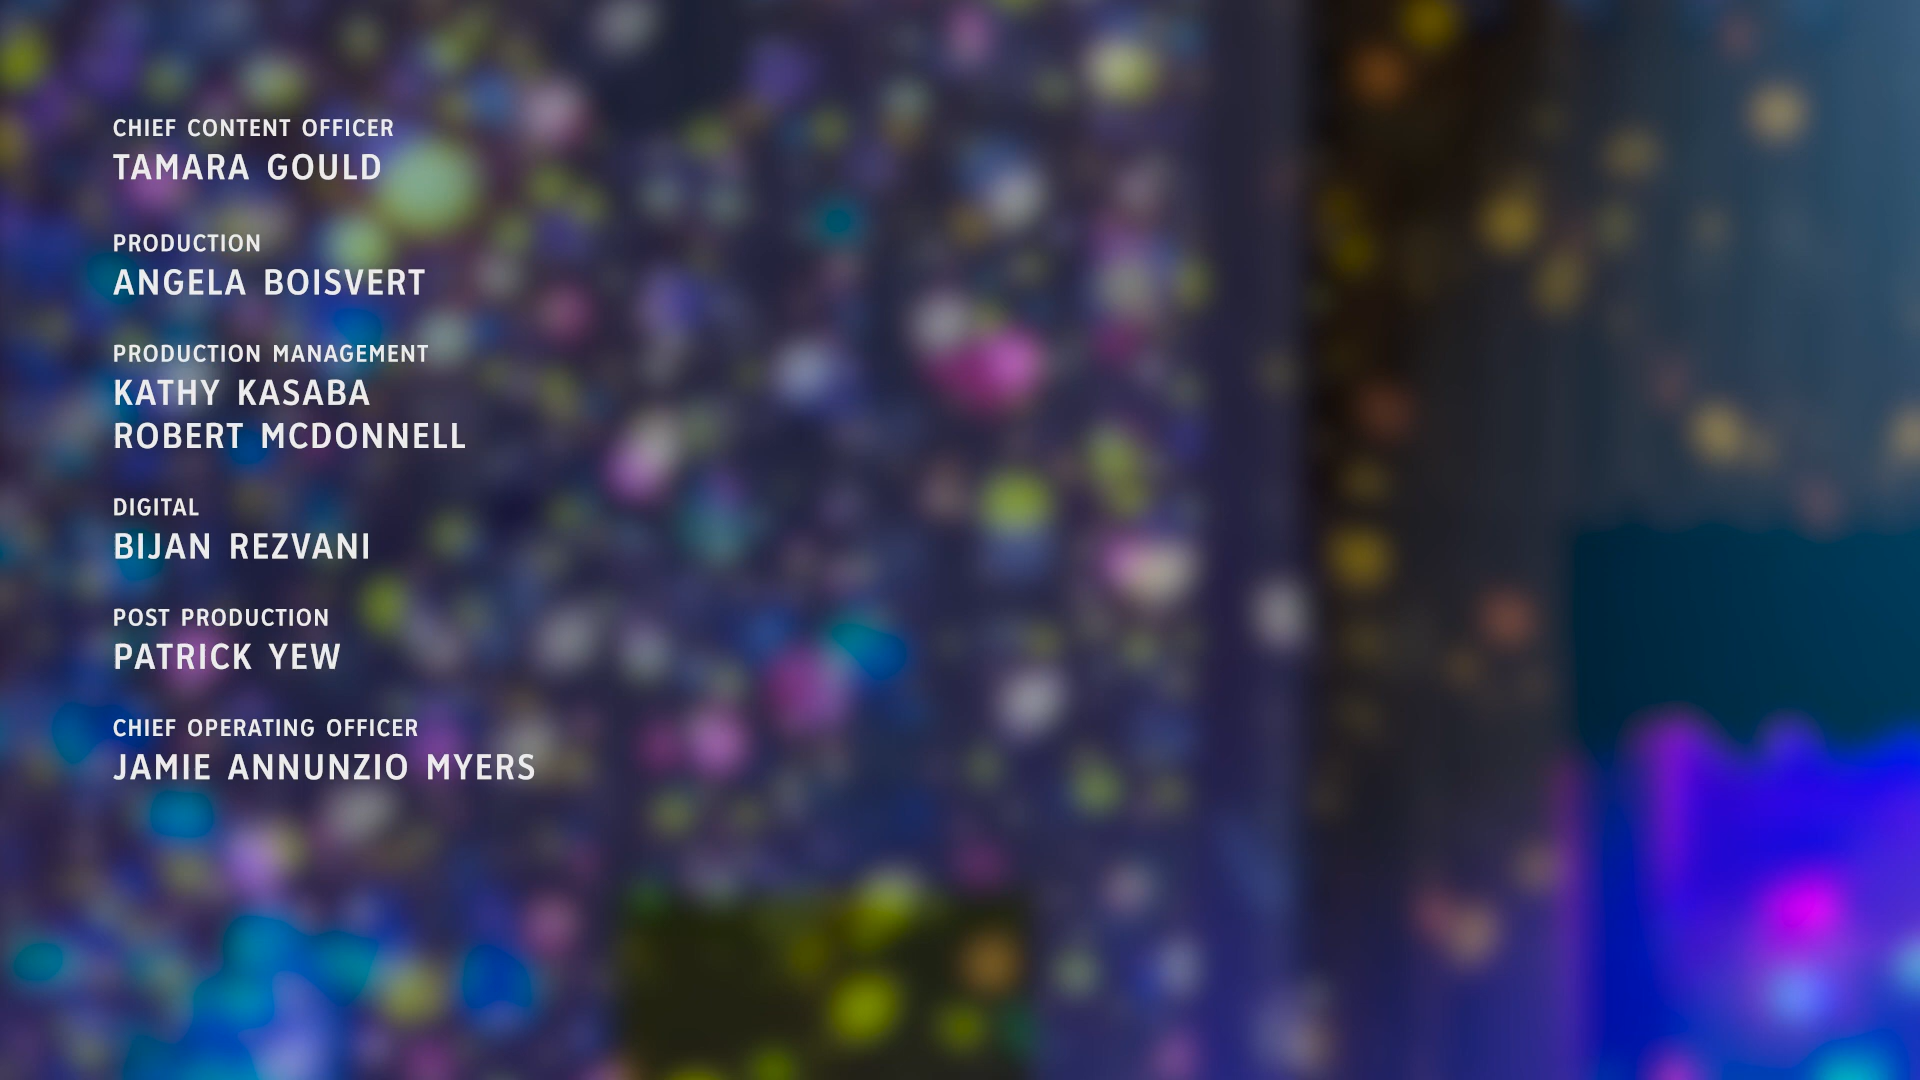 CHIEF CONTENT OFFICER
TAMARA GOULD
PRODUCTION
ANGELA BOISVERT
PRODUCTION MANAGEMENT
KATHY KASABA
ROBERT MCDONNELL
DIGITAL
BIJAN REZVANI
POST PRODUCTION
PATRICK YEW
CHIEF OPERATING OFFICER
JAMIE ANNUNZIO MYERS